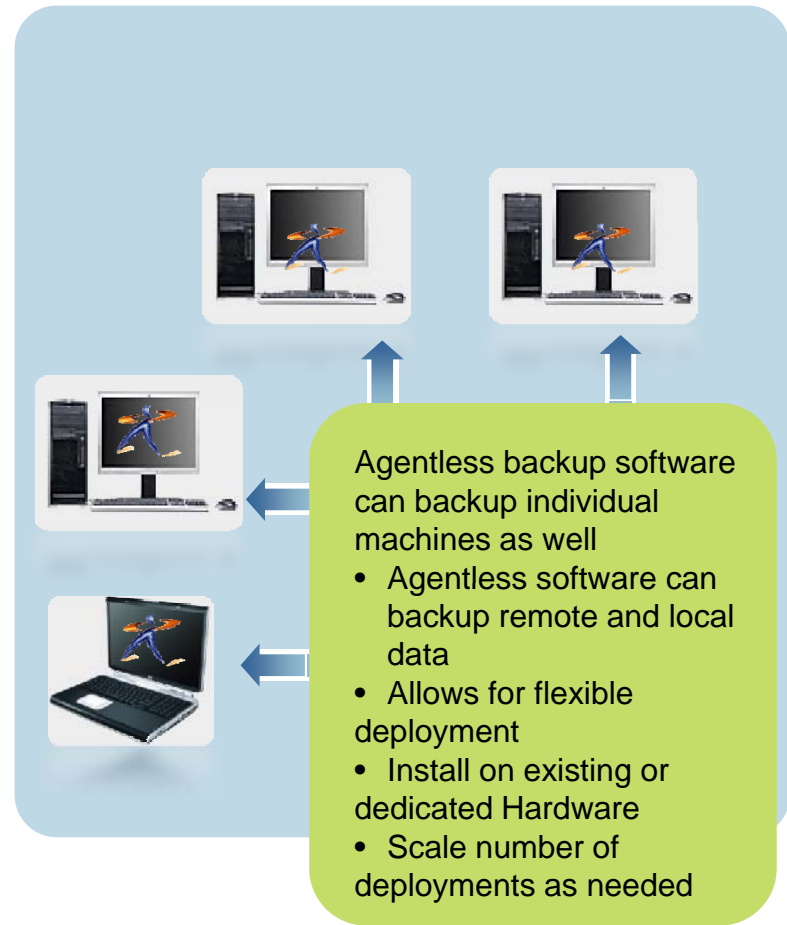 Agentless backup software
can backup individual
machines as well
• Agentless software can
backup remote and local
data
• Allows for flexible
deployment
• Install on existing or
dedicated Hardware
• Scale number of
deployments as needed